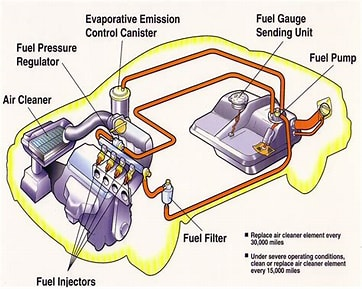 Evaporative Emission
Control Canister
Fuel Gauge
Sending Unit
Fuel Pressure
Regulator
Fuel Pump
Air Cleaner
Fuel Filter
■ Replace air cleaner element every
30,000 miles
■ Under severe operating conditions,
clean or replace air cleaner element
every 15,000 miles
Fuel Injectors